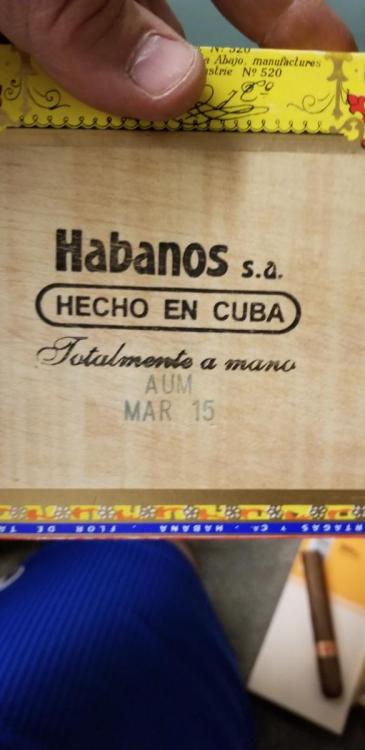 Nº 520
a Abajo, manufactures
strie Nº 520
Cº
Habanos s.a.
HECHO EN CUBA
Totalmente a mano
AUM
MAR 15
RTAGAS Y Cª. HABANA . FLOR DE TA